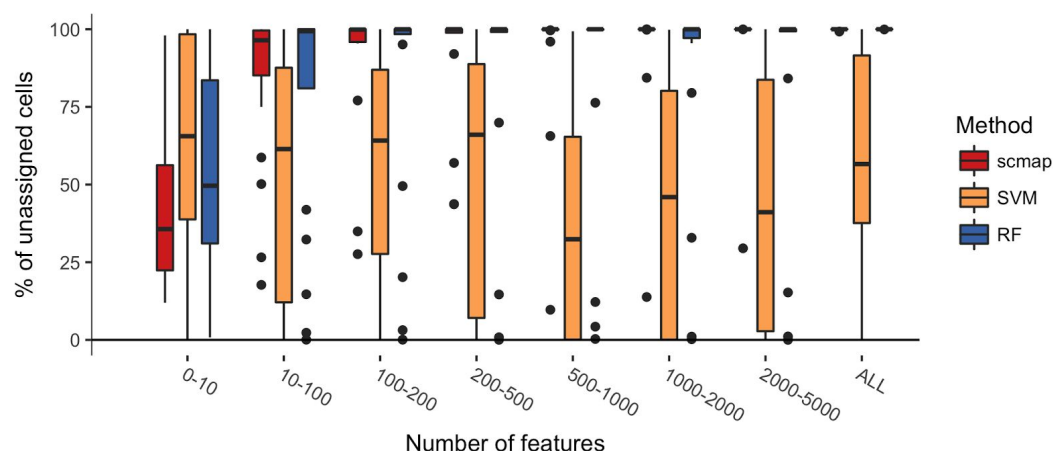 % of unassigned cells
100
75
50
25
0
0-10
10-100
100-200
200-500
500-1000
1000-2000
2000-5000
ALL
Number of features
Method
scmap
SVM
RF